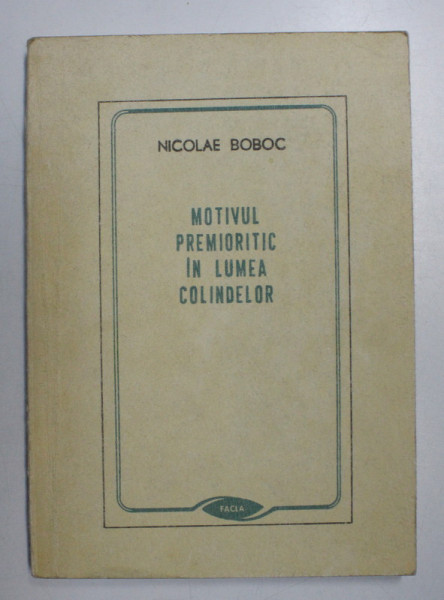 NICOLAE BOBOC
MOTIVUL
PREMIORITIC
ÎN LUMEA
COLINDELOR
FACLA